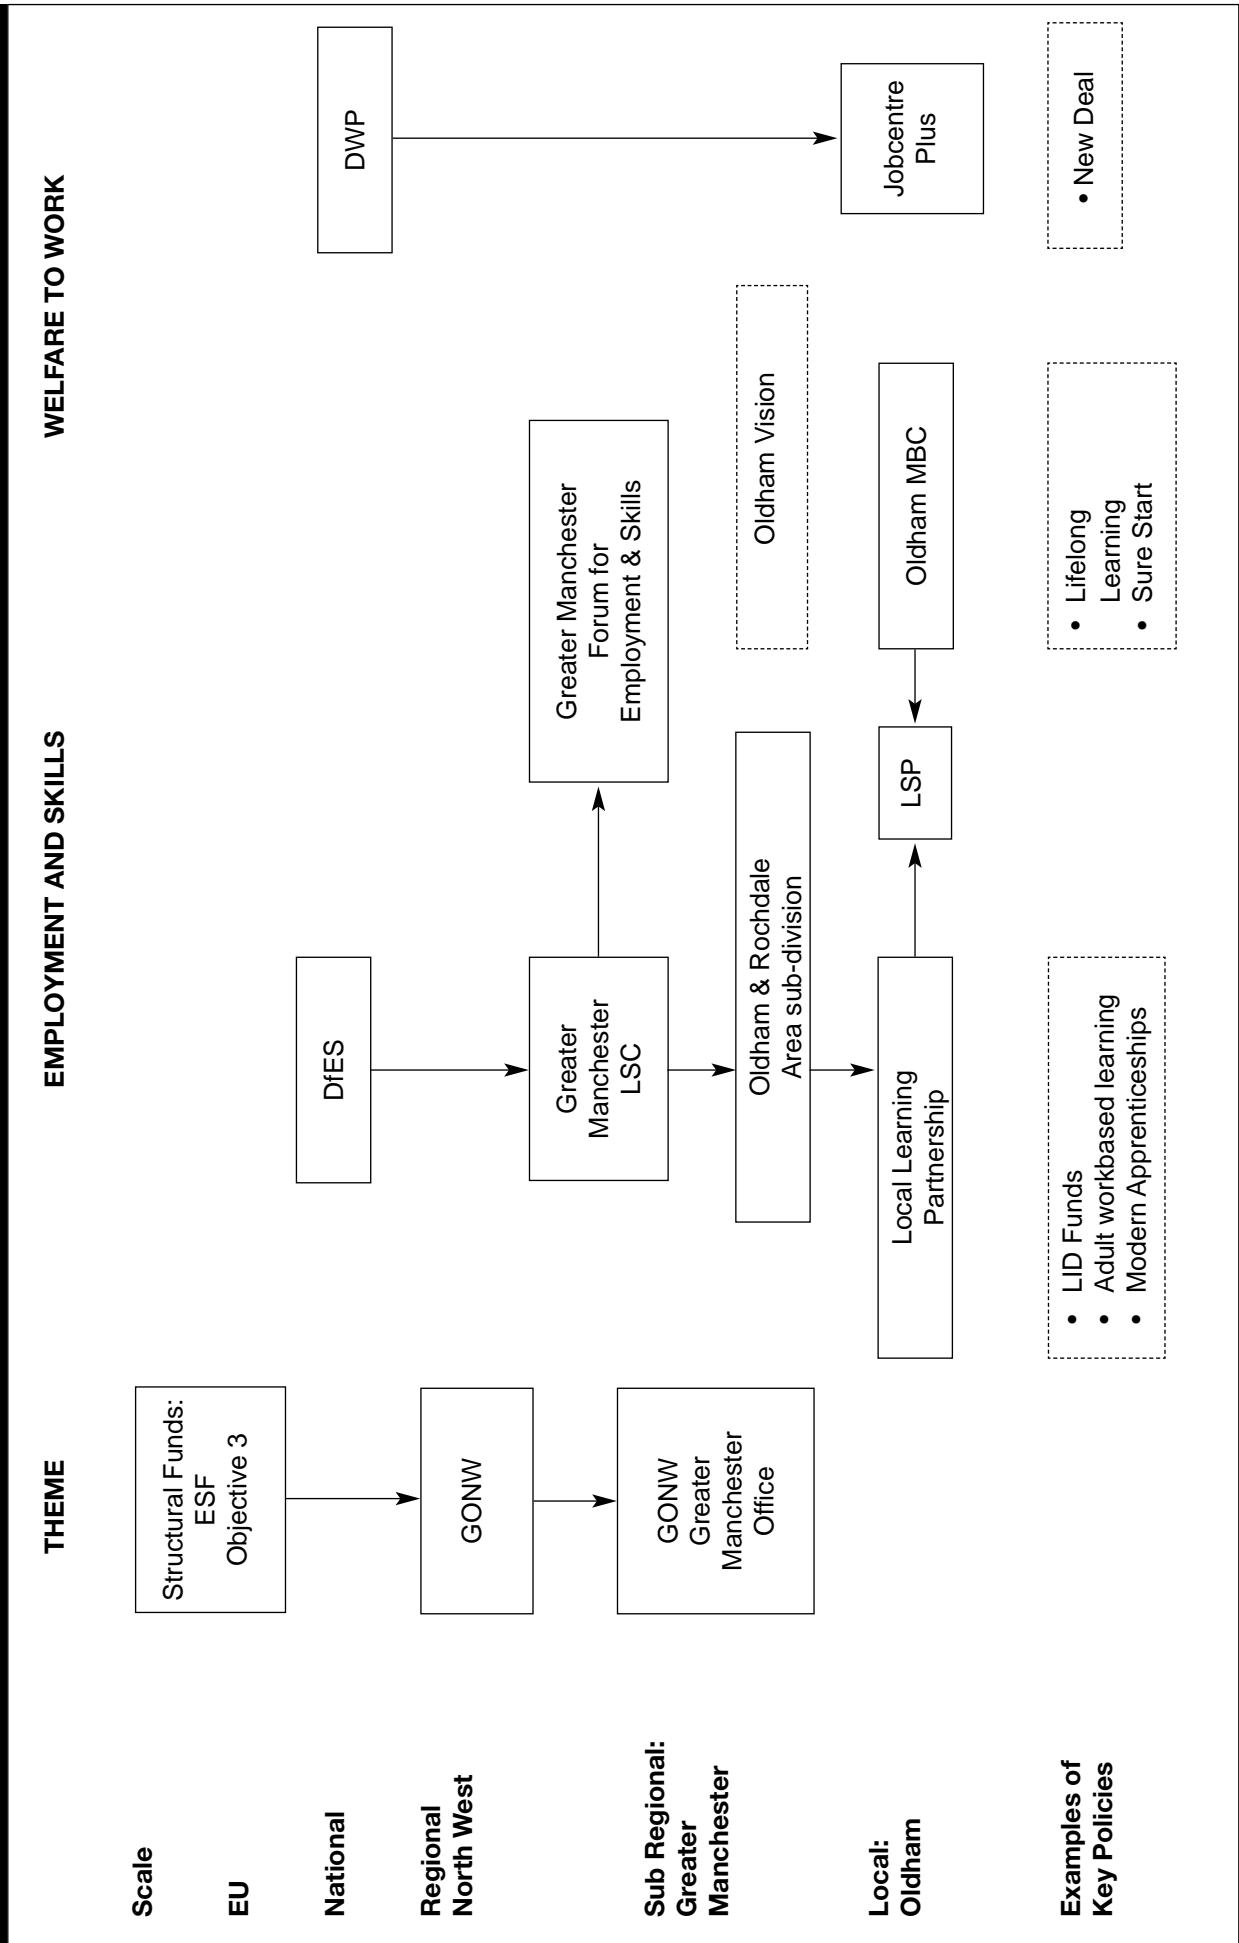 THEME
EMPLOYMENT AND SKILLS
WELFARE TO WORK
Scale
EU
Structural Funds:
ESF
Objective 3
National
DfES
DWP
Regional
North West
GONW
Sub Regional:
Greater
Manchester
GONW
Greater
Manchester
Office
Greater
Manchester
LSC
Greater Manchester
Forum for
Employment & Skills
Oldham & Rochdale
Area sub-division
Oldham Vision
Local:
Oldham
Local Learning
Partnership
LSP
Oldham MBC
Jobcentre
Plus
Examples of
Key Policies
• LID Funds
• Adult workbased learning
• Modern Apprenticeships
• Lifelong
Learning
• Sure Start
• New Deal